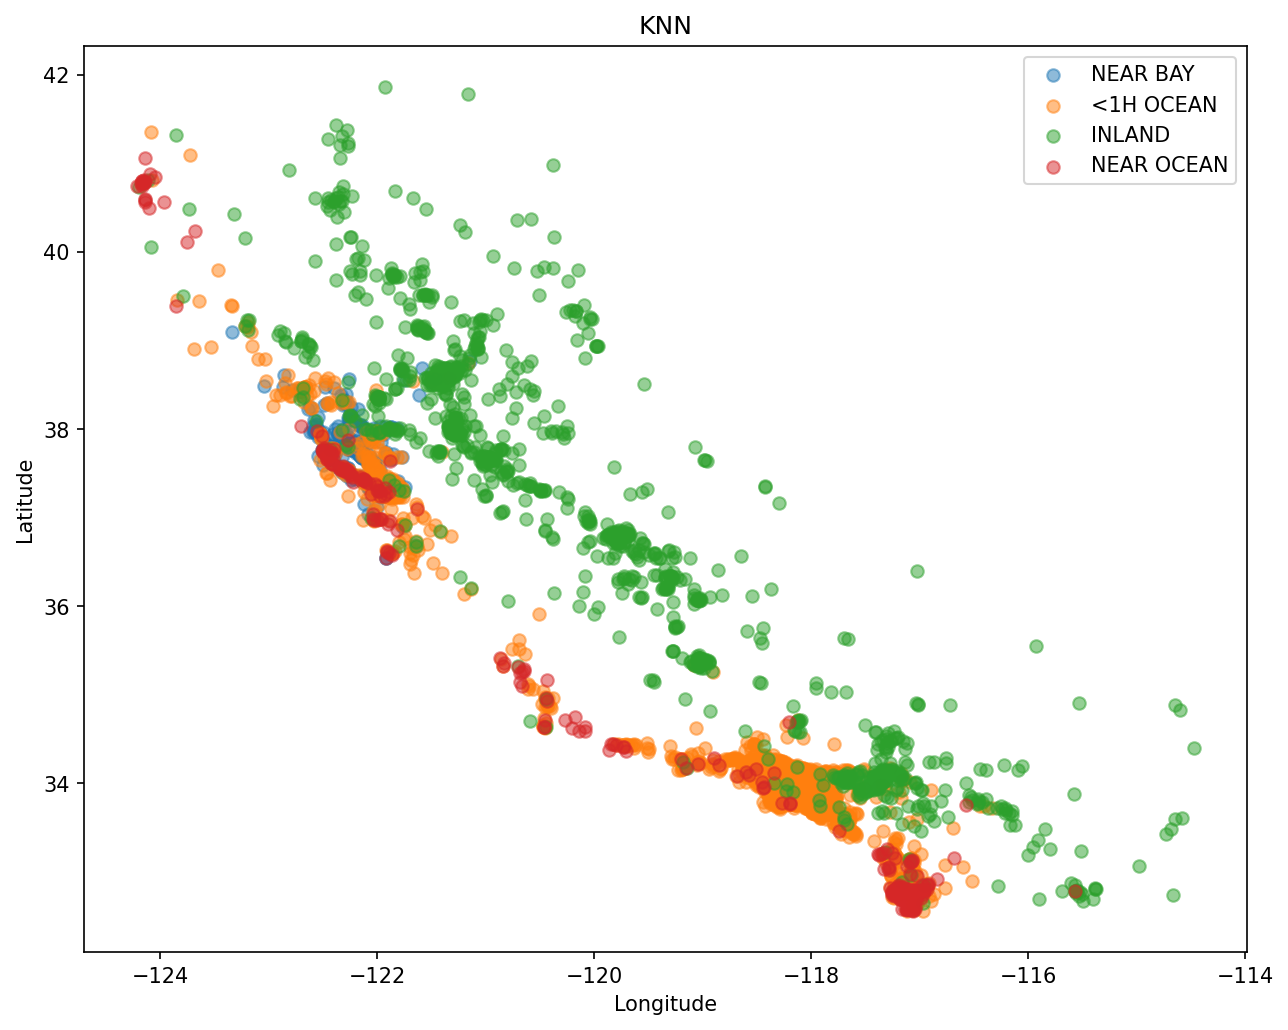 KNN
NEAR BAY
<1H OCEAN
INLAND
NEAR OCEAN
42
40
38
36
34
Latitude
−124
−122
−120
−118
−116
−114
Longitude